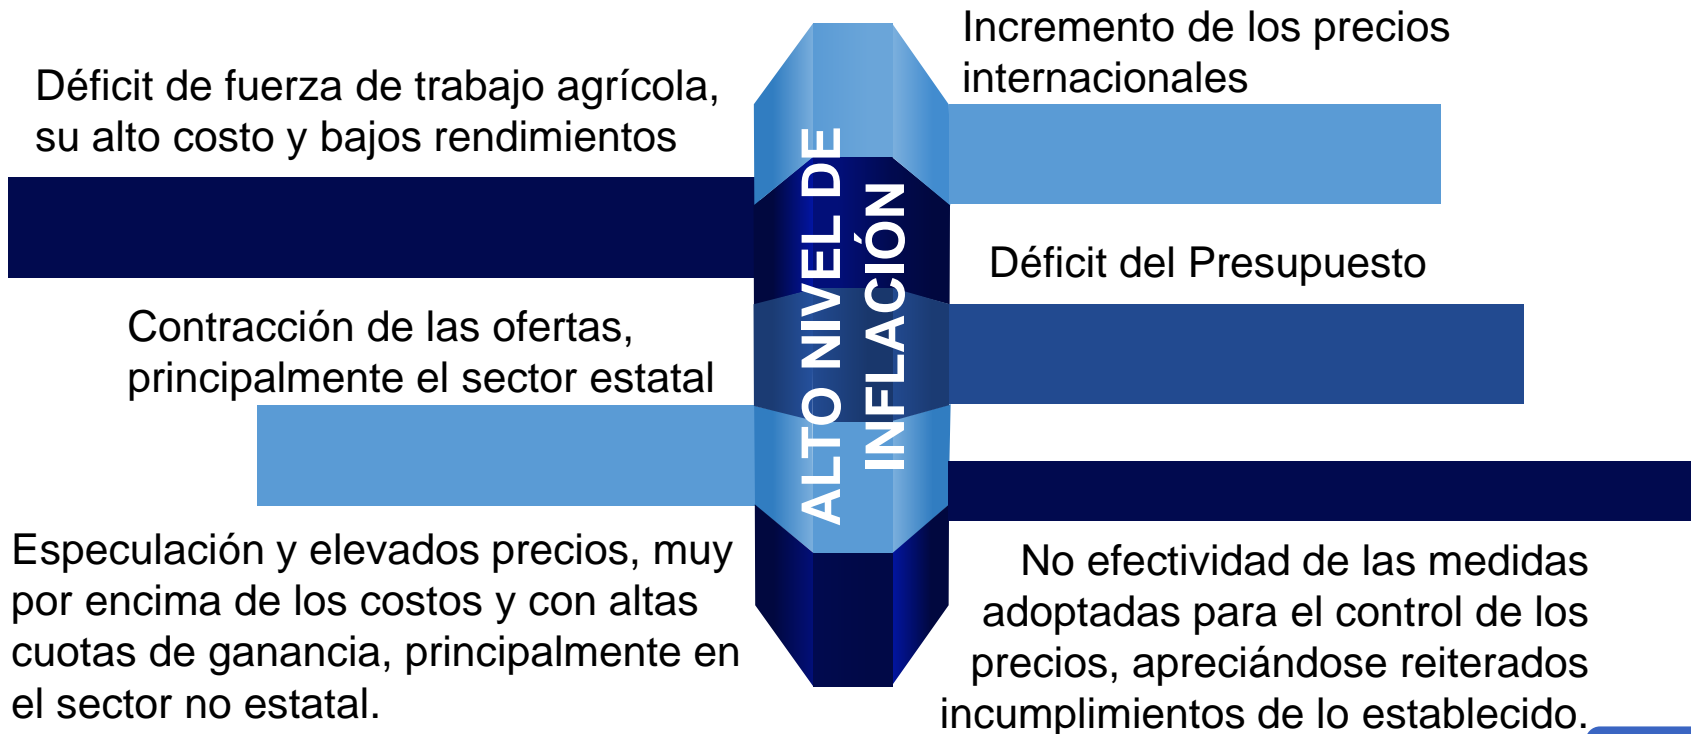 Déficit de fuerza de trabajo agrícola,
su alto costo y bajos rendimientos
Contracción de las ofertas,
principalmente el sector estatal
Especulación y elevados precios, muy
por encima de los costos y con altas
cuotas de ganancia, principalmente en
el sector no estatal.
ALTO NIVEL DE
INFLACIÓN
Incremento de los precios
internacionales
Déficit del Presupuesto
No efectividad de las medidas
adoptadas para el control de los
precios, apreciándose reiterados
incumplimientos de lo establecido.